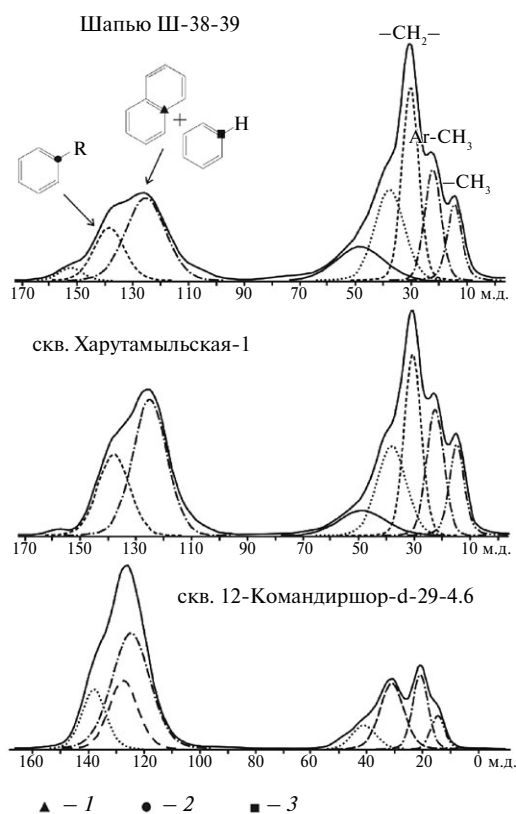 Шапью Ш-38-39
–CH2–
Ar-CH3
–CH3
R
+
H
170 150 130 110 90 70 50 30 10 м.д.
скв. Харутамыльская-1
170 150 130 110 90 70 50 30 10 м.д.
скв. 12-Командиршор-d-29-4.6
160 140 120 100 80 60 40 20 0 м.д.
▲ – 1 ● – 2 ■ – 3